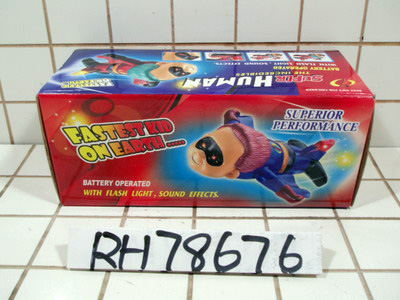 SUPER HUMAN
THE INCREDIBLES
BATTERY OPERATED
WITH FLASH LIGHT, SOUND EFFECTS.
FASTEST KID
ON EARTH
SUPERIOR
PERFORMANCE
BATTERY OPERATED
WITH FLASH LIGHT, SOUND EFFECTS.
RH78676